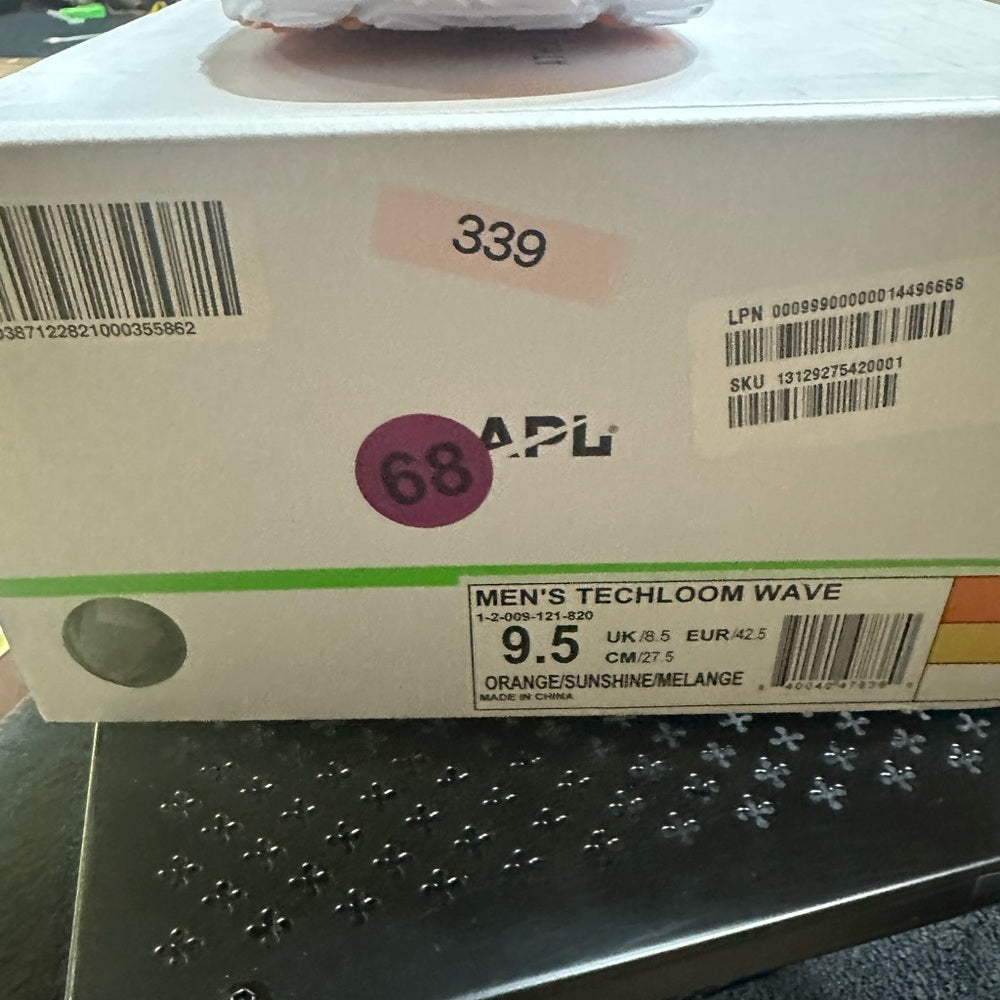 339
LPN 00099900000014496668
0387122821000355862
SKU 13129275420001
68
APL
MEN'S TECHLOOM WAVE
1-2-009-121-820
9.5 UK/8.5 EUR/42.5
CM/27.5
ORANGE/SUNSHINE/MELANGE
MADE IN CHINA